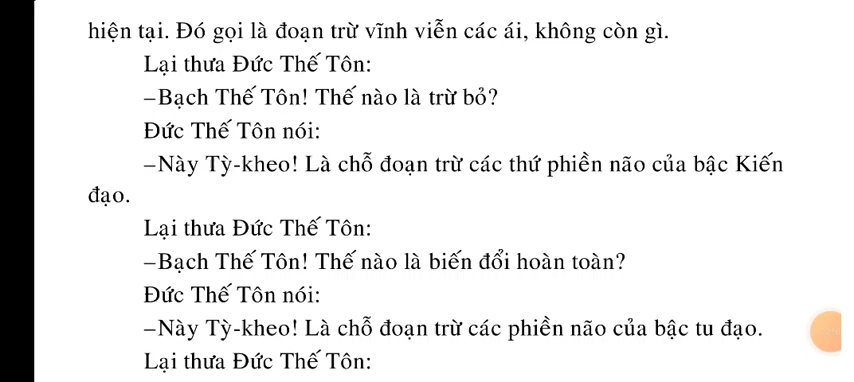 hiện tại. Đó gọi là đoạn trừ vĩnh viễn các ái, không còn gì.
Lại thưa Đức Thế Tôn:
–Bạch Thế Tôn! Thế nào là trừ bỏ?
Đức Thế Tôn nói:
–Này Tỳ-kheo! Là chỗ đoạn trừ các thứ phiền não của bậc Kiến
đạo.
Lại thưa Đức Thế Tôn:
–Bạch Thế Tôn! Thế nào là biến đổi hoàn toàn?
Đức Thế Tôn nói:
–Này Tỳ-kheo! Là chỗ đoạn trừ các phiền não của bậc tu đạo.
Lại thưa Đức Thế Tôn: